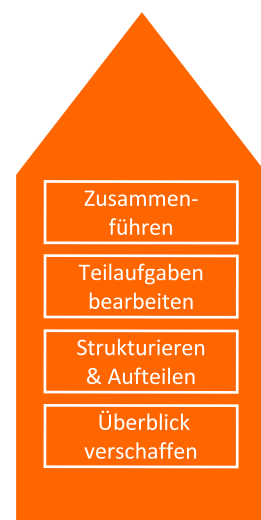 Zusammen-
führen
Teilaufgaben
bearbeiten
Strukturieren
& Aufteilen
Überblick
verschaffen